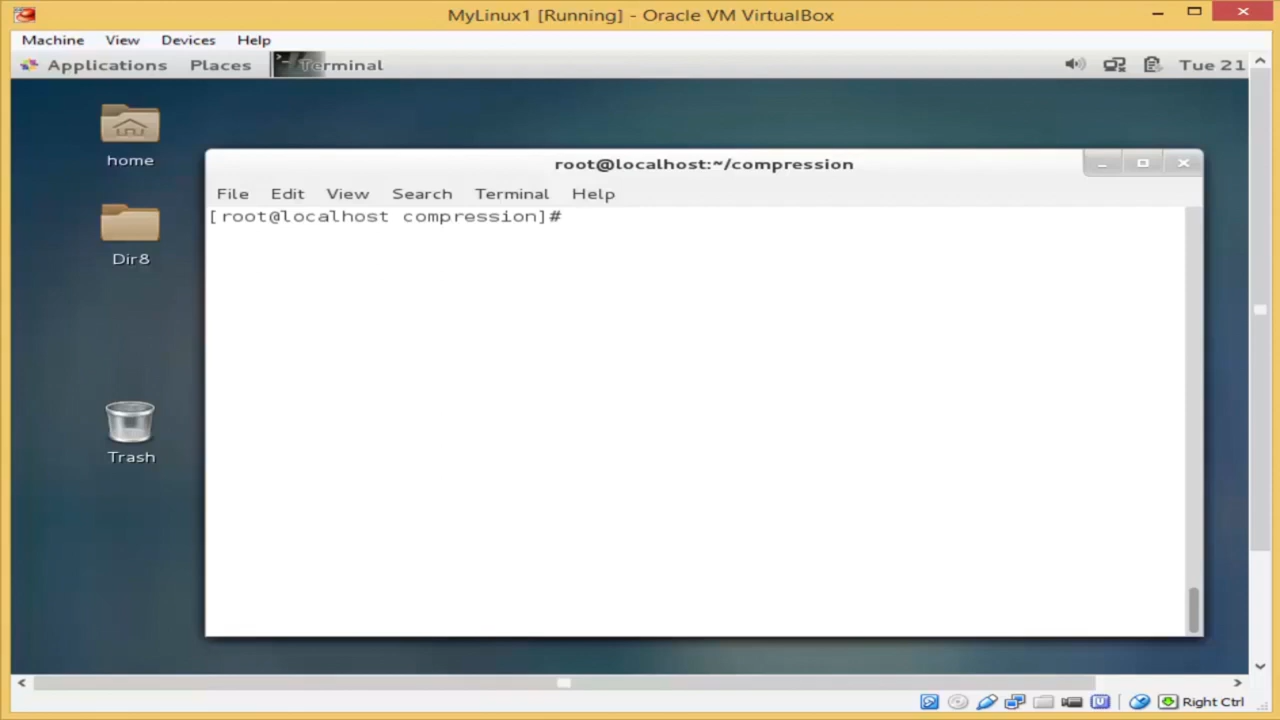 MyLinux1 [Running] - Oracle VM VirtualBox
Machine View Devices Help
Applications Places Terminal Tue 21
home
root@localhost:~/compression
File Edit View Search Terminal Help
[root@localhost compression]#
Dir8
Trash
Right Ctrl